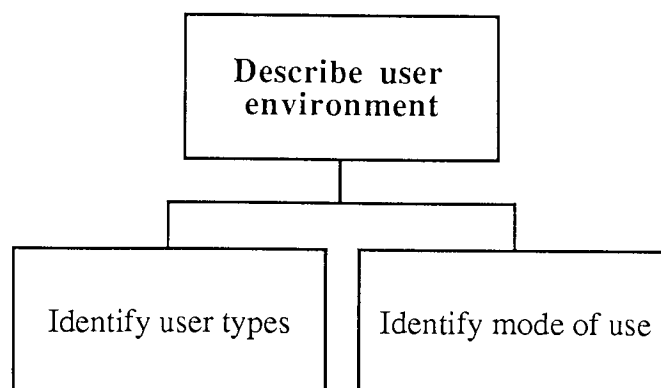 Describe user
environment
Identify user types
Identify mode of use